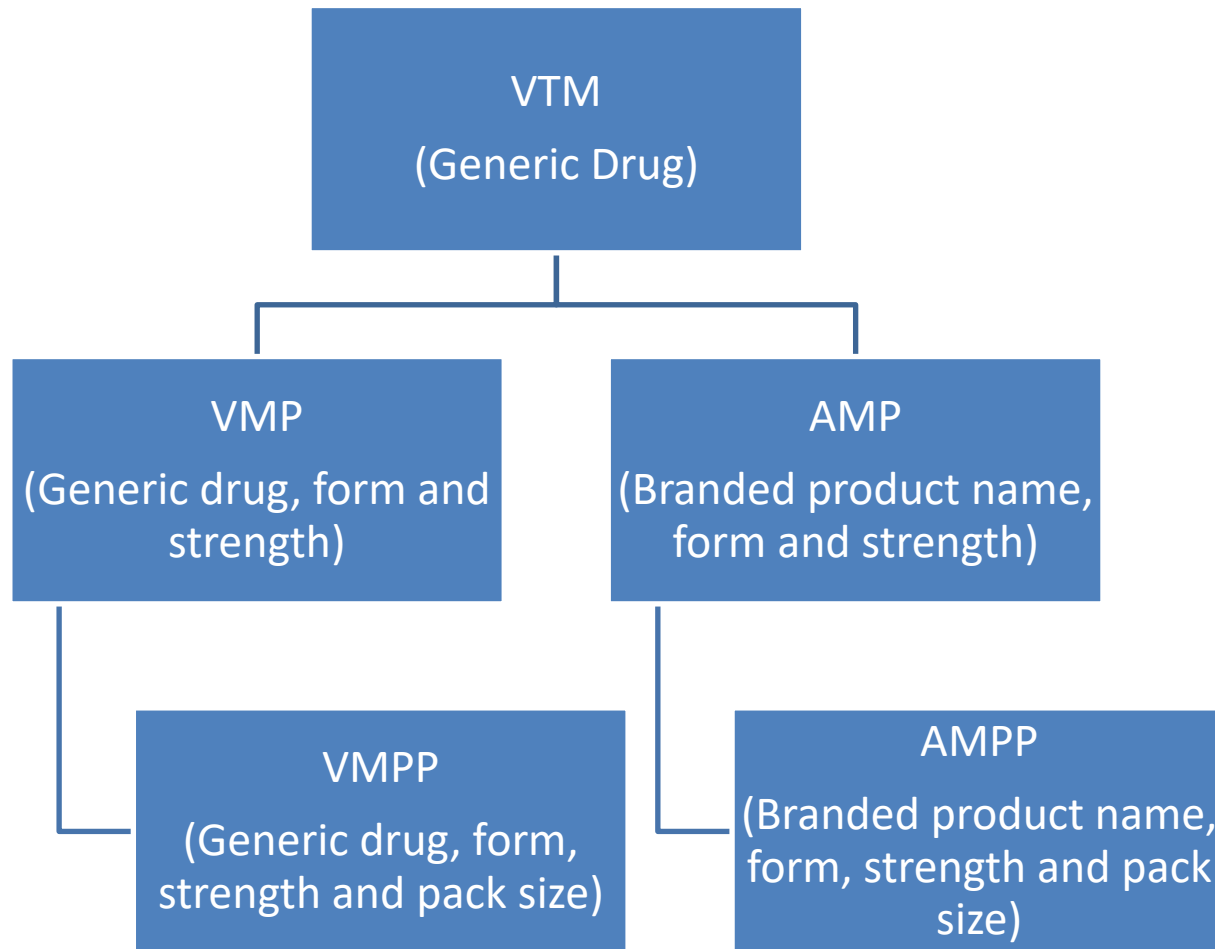 VTM
(Generic Drug)
VMP
(Generic drug, form and
strength)
AMP
(Branded product name,
form and strength)
VMPP
(Generic drug, form,
strength and pack size)
AMPP
(Branded product name,
form, strength and pack
size)